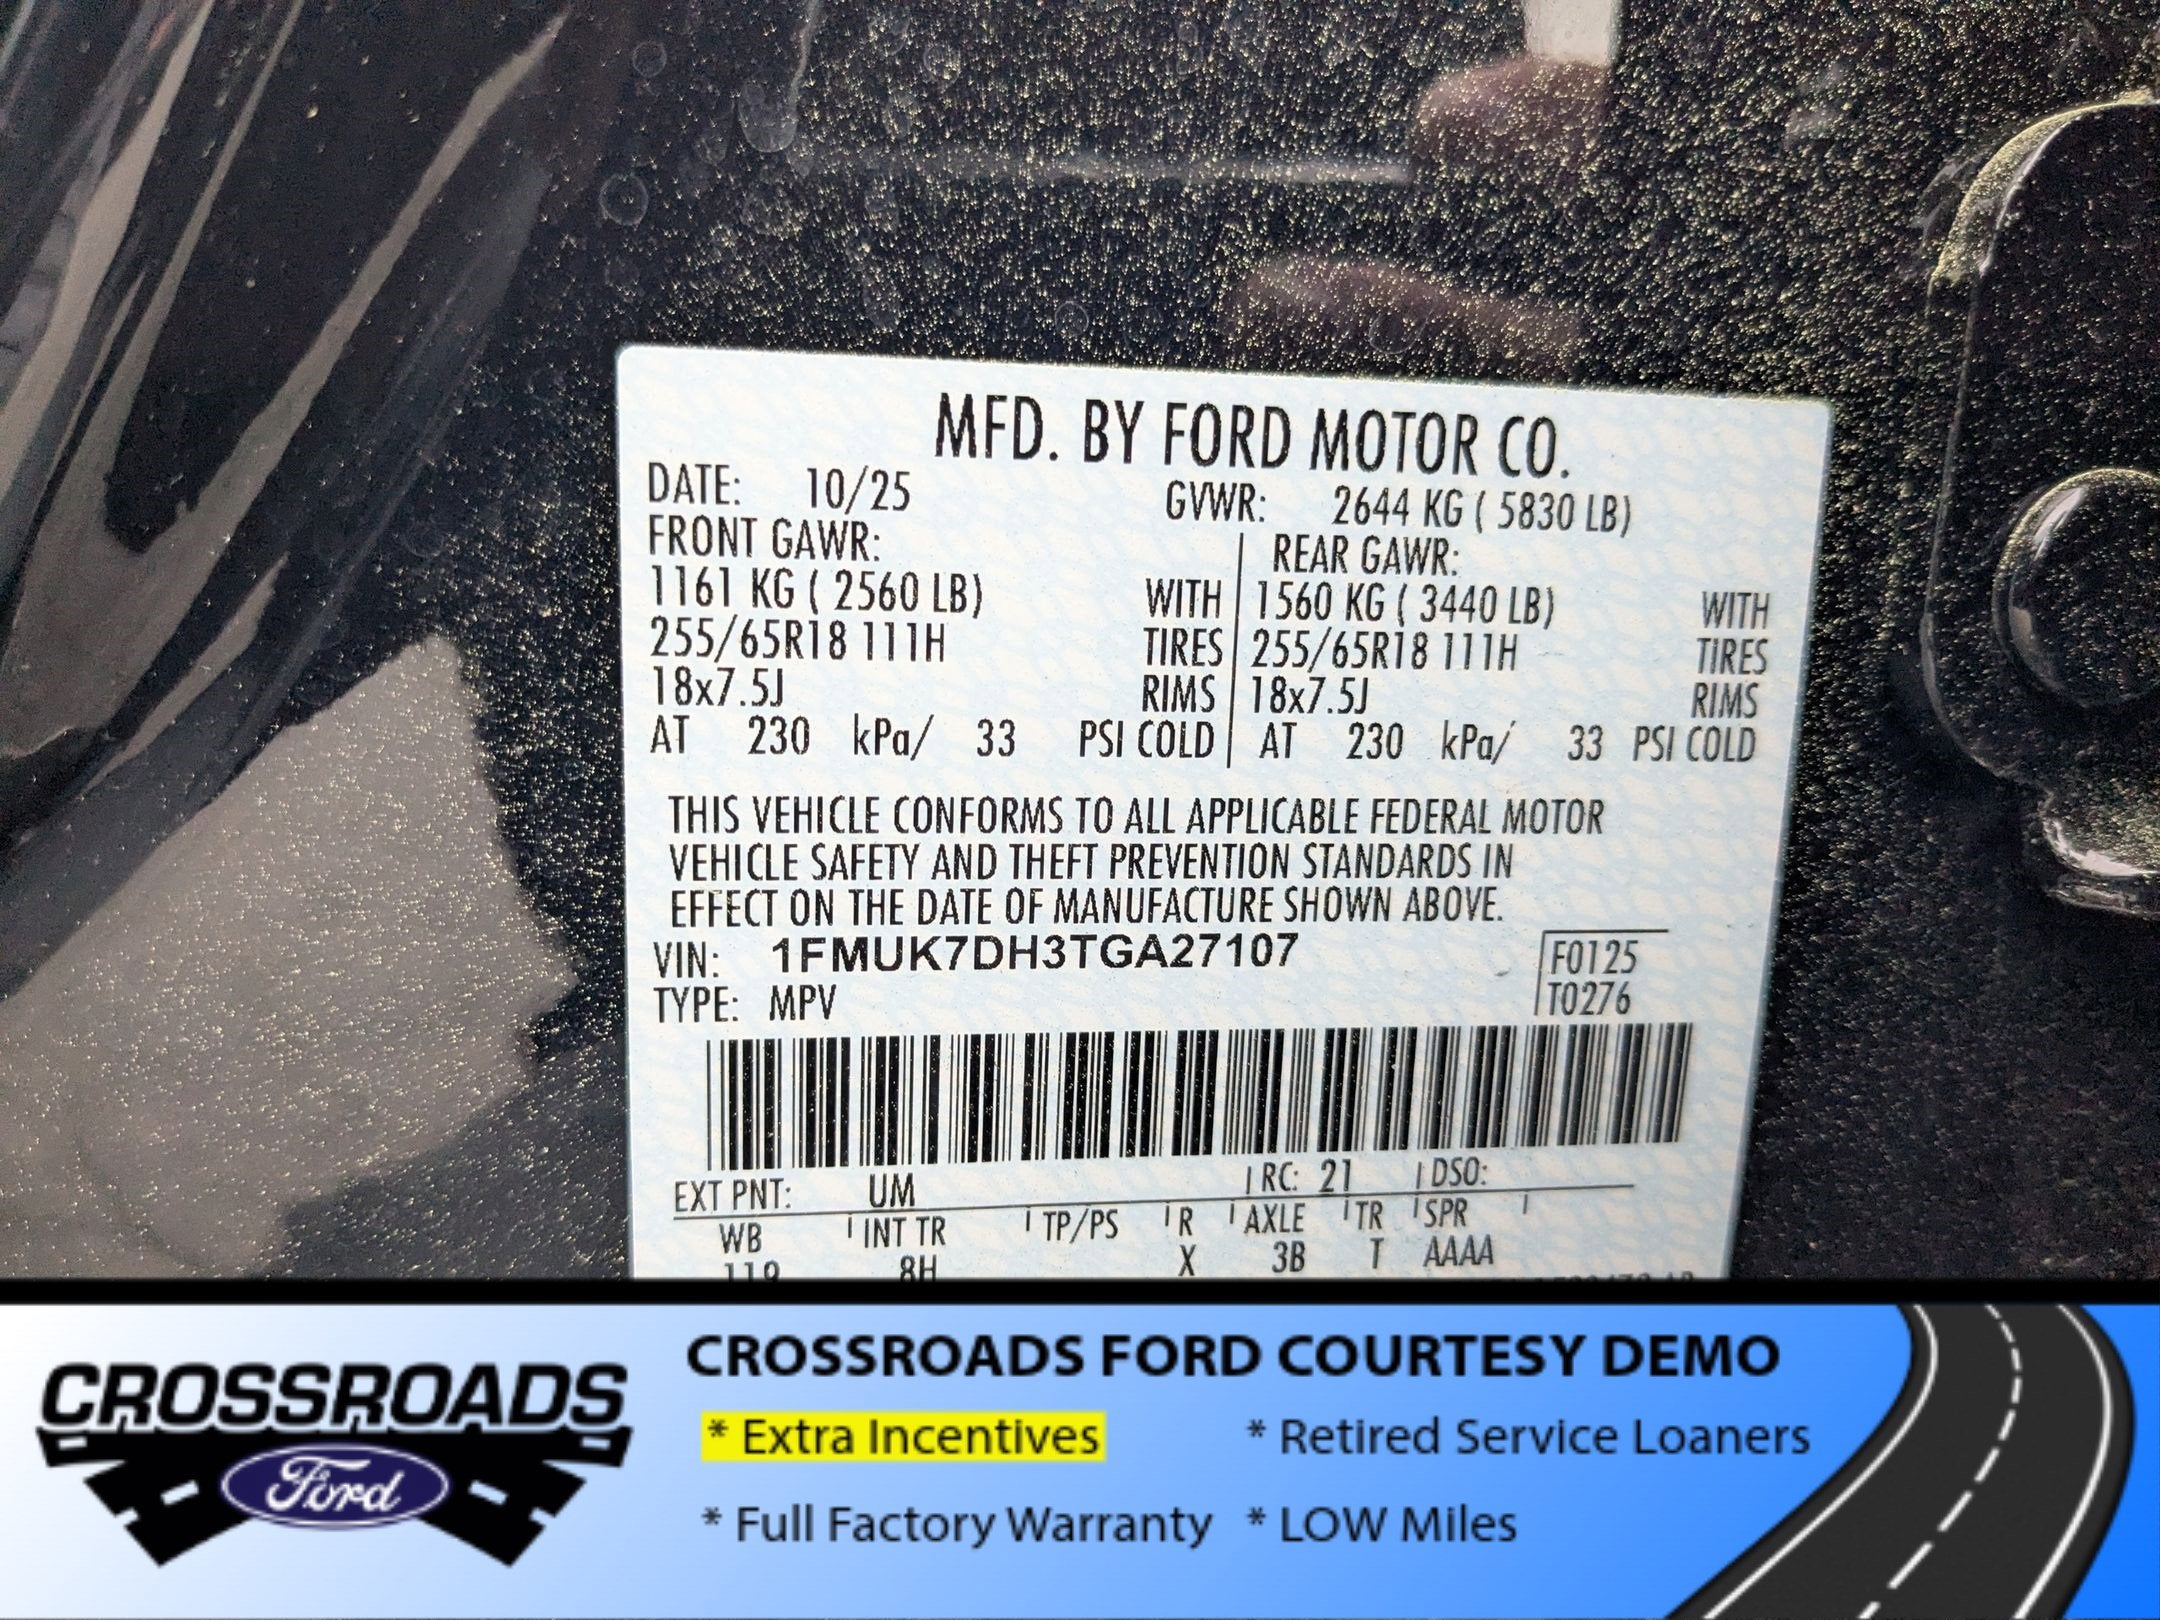 MFD. BY FORD MOTOR CO.
DATE: 10/25 GVWR: 2644 KG ( 5830 LB)
FRONT GAWR: REAR GAWR:
1161 KG ( 2560 LB) WITH 1560 KG ( 3440 LB) WITH
255/65R18 111H TIRES 255/65R18 111H TIRES
18x7.5J RIMS 18x7.5J RIMS
AT 230 kPa/ 33 PSI COLD AT 230 kPa/ 33 PSI COLD
THIS VEHICLE CONFORMS TO ALL APPLICABLE FEDERAL MOTOR
VEHICLE SAFETY AND THEFT PREVENTION STANDARDS IN
EFFECT ON THE DATE OF MANUFACTURE SHOWN ABOVE.
VIN: 1FMUK7DH3TGA27107 F0125
TYPE: MPV T0276
EXT PNT: UM RC: 21 DSO:
WB INT TR TP/PS R AXLE TR SPR
119 8H X 3B T AAAA
CROSSROADS
Ford
CROSSROADS FORD COURTESY DEMO
* Extra Incentives * Retired Service Loaners
* Full Factory Warranty * LOW Miles